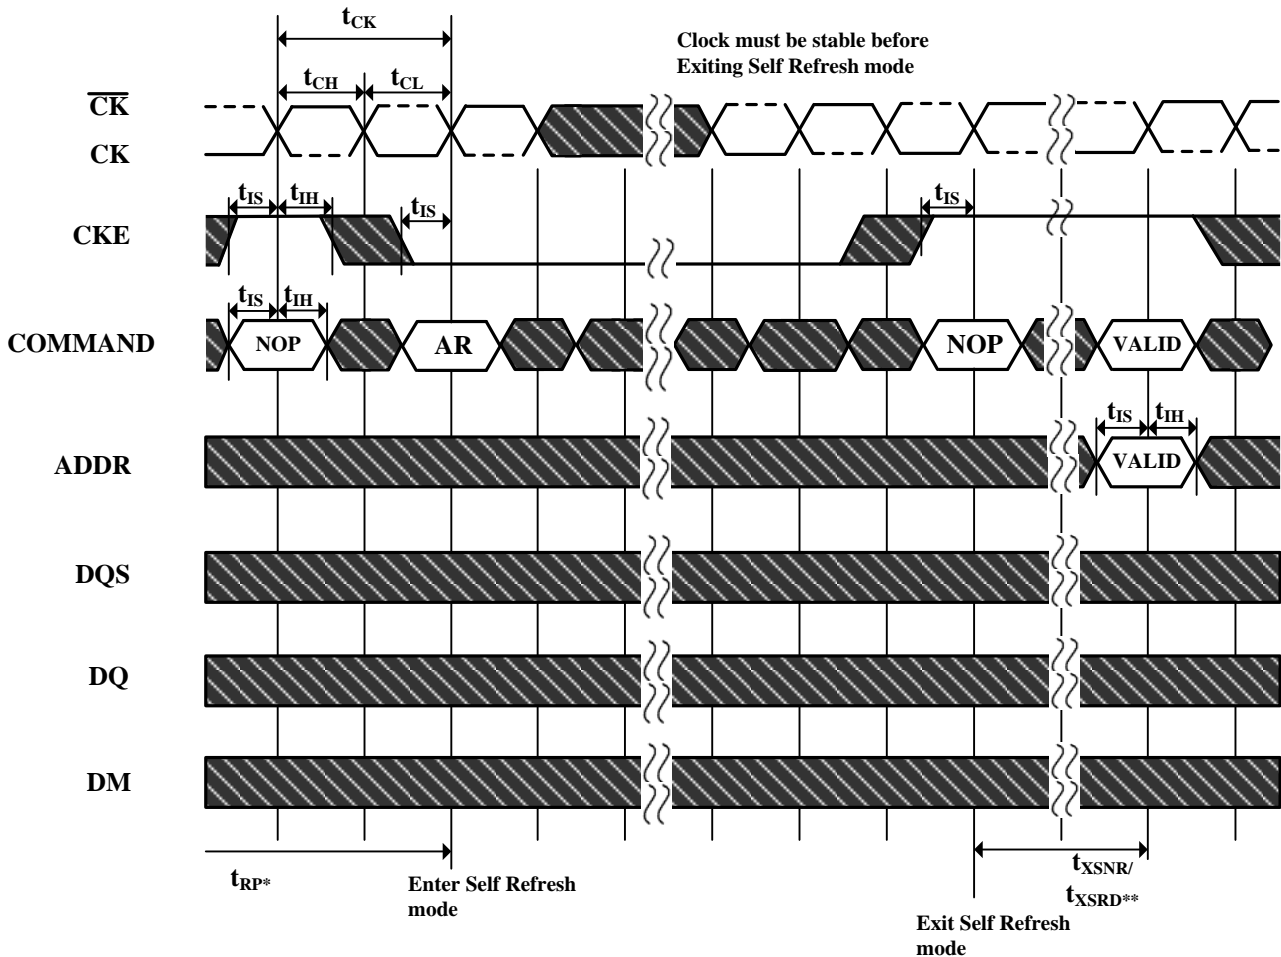 tCK
Clock must be stable before
Exiting Self Refresh mode
tCH
tCL
CK
CK
tIS
tIH
tIS
tIS
CKE
tIS
tIH
COMMAND
NOP
AR
NOP
VALID
tIS
tIH
ADDR
VALID
DQS
DQ
DM
tRP*
Enter Self Refresh
mode
tXSNR/
tXSRD**
Exit Self Refresh
mode